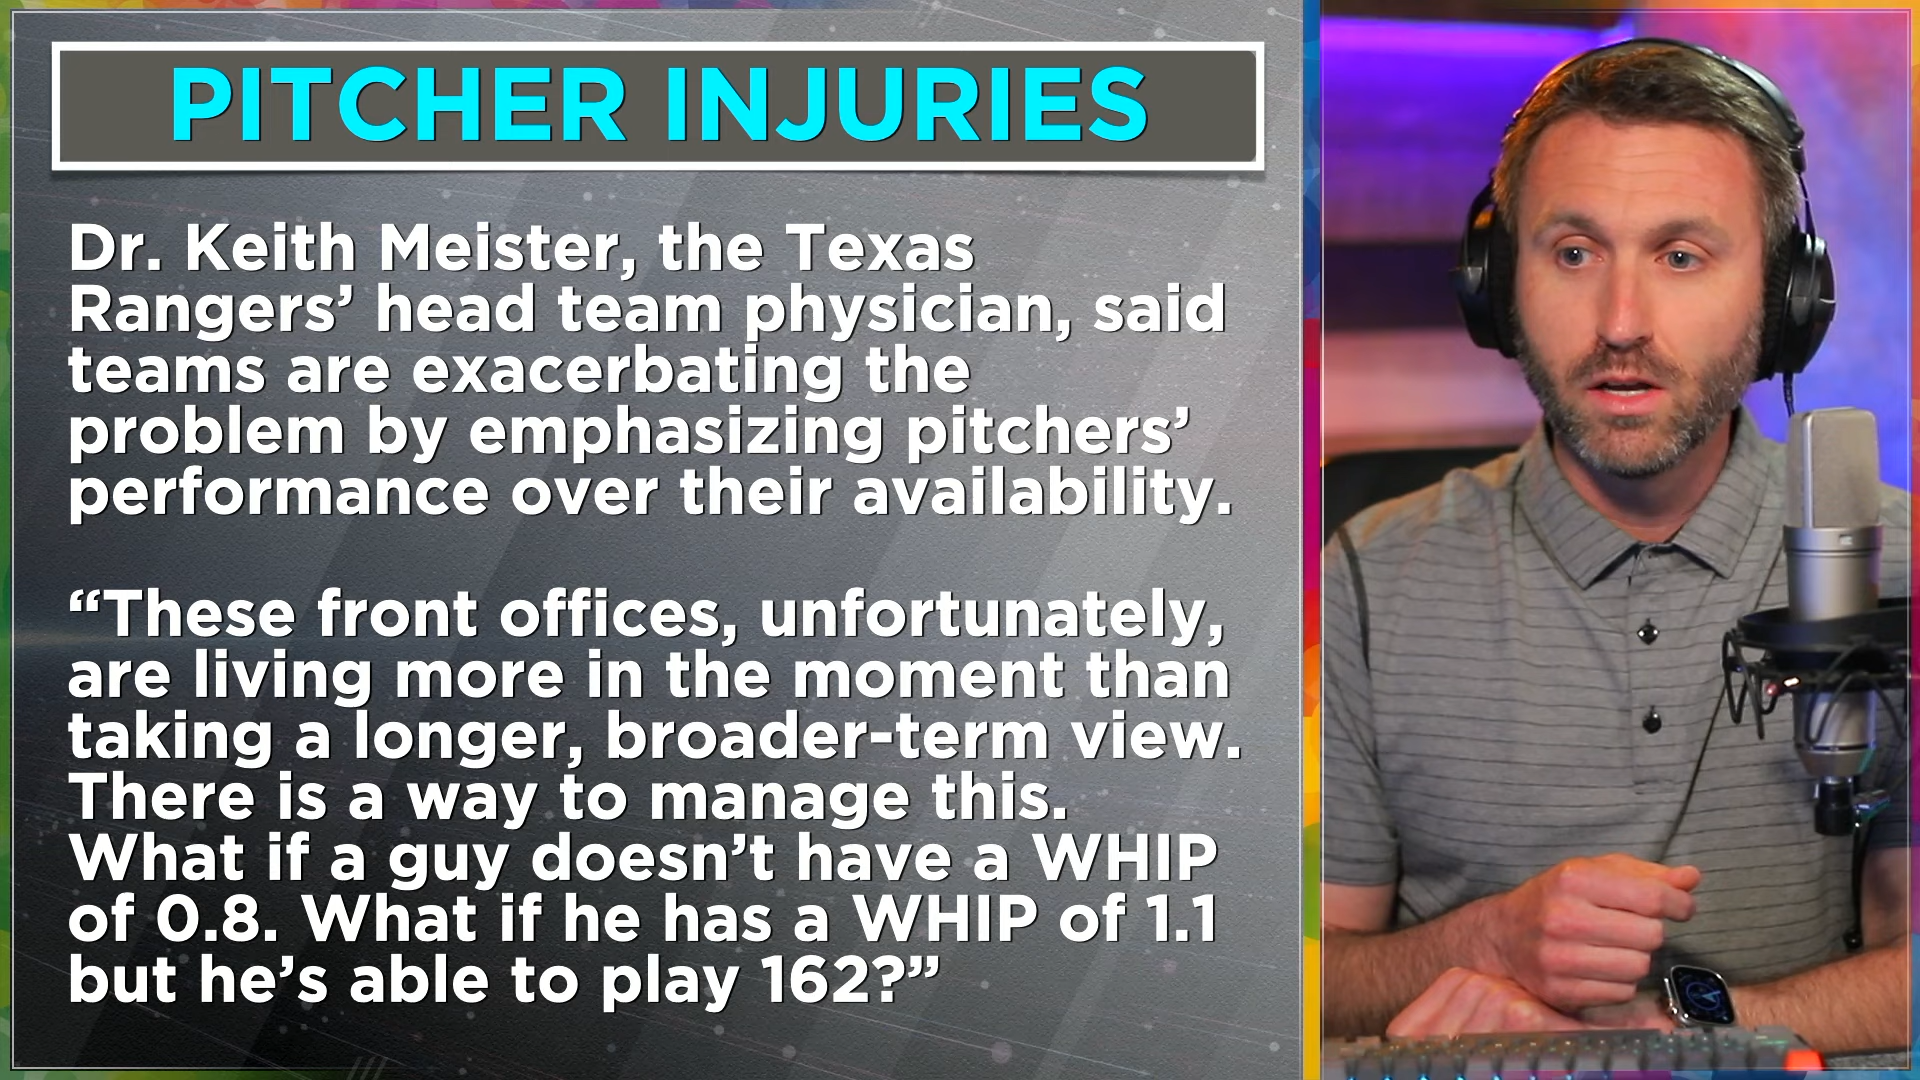 PITCHER INJURIES
Dr. Keith Meister, the Texas
Rangers’ head team physician, said
teams are exacerbating the
problem by emphasizing pitchers’
performance over their availability.
“These front offices, unfortunately,
are living more in the moment than
taking a longer, broader-term view.
There is a way to manage this.
What if a guy doesn’t have a WHIP
of 0.8. What if he has a WHIP of 1.1
but he’s able to play 162?”